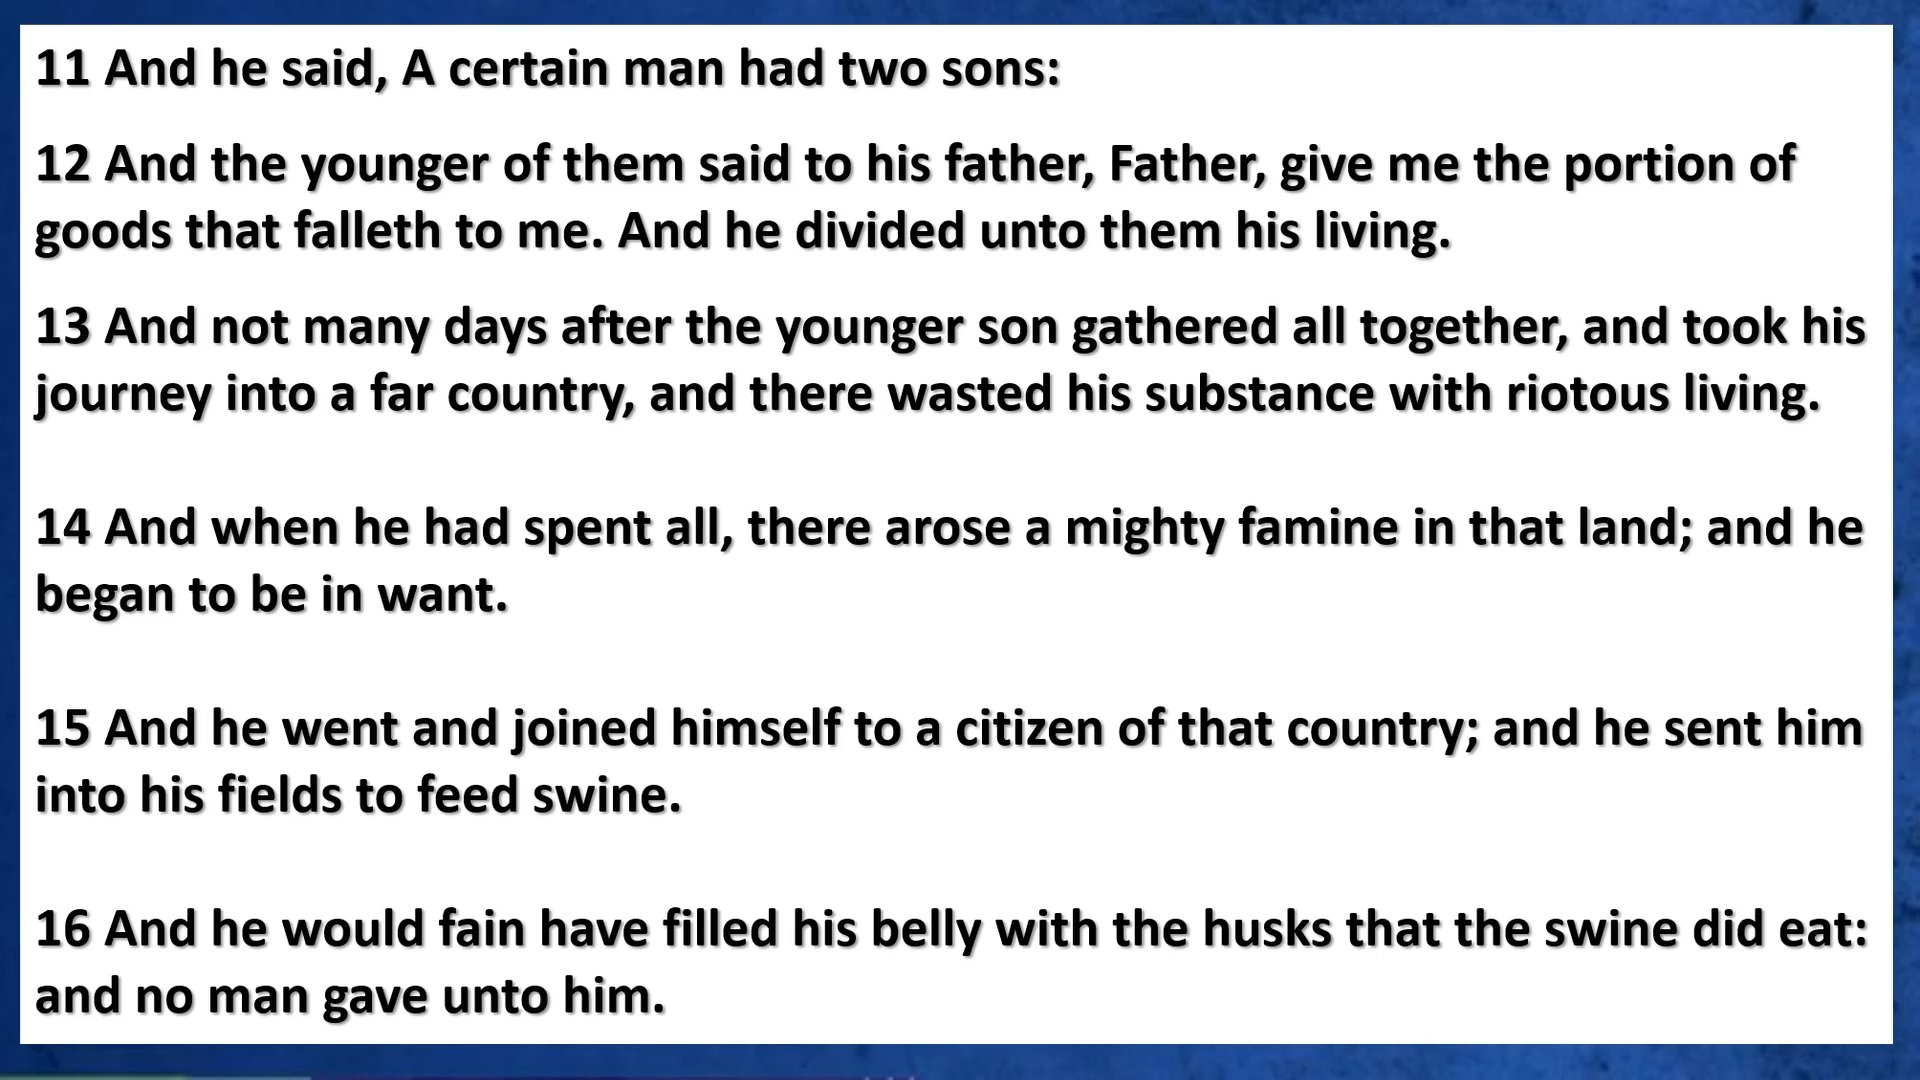 11 And he said, A certain man had two sons:
12 And the younger of them said to his father, Father, give me the portion of
goods that falleth to me. And he divided unto them his living.
13 And not many days after the younger son gathered all together, and took his
journey into a far country, and there wasted his substance with riotous living.
14 And when he had spent all, there arose a mighty famine in that land; and he
began to be in want.
15 And he went and joined himself to a citizen of that country; and he sent him
into his fields to feed swine.
16 And he would fain have filled his belly with the husks that the swine did eat:
and no man gave unto him.